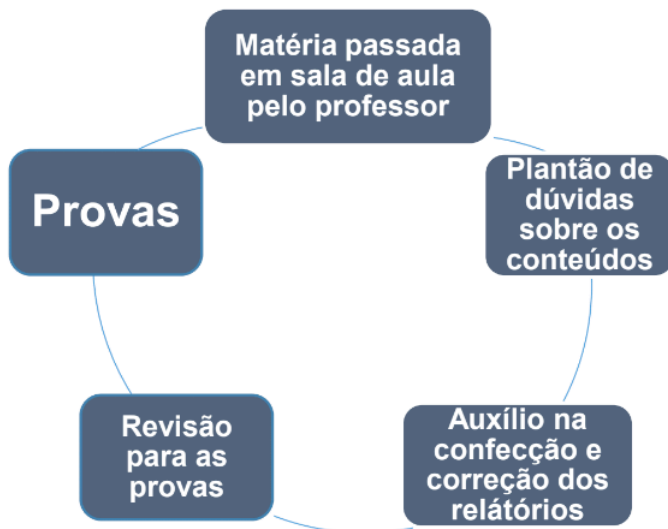 Matéria passada
em sala de aula
pelo professor
Plantão de
dúvidas
sobre os
conteúdos
Auxílio na
confecção e
correção dos
relátórios
Revisão
para as
provas
Provas